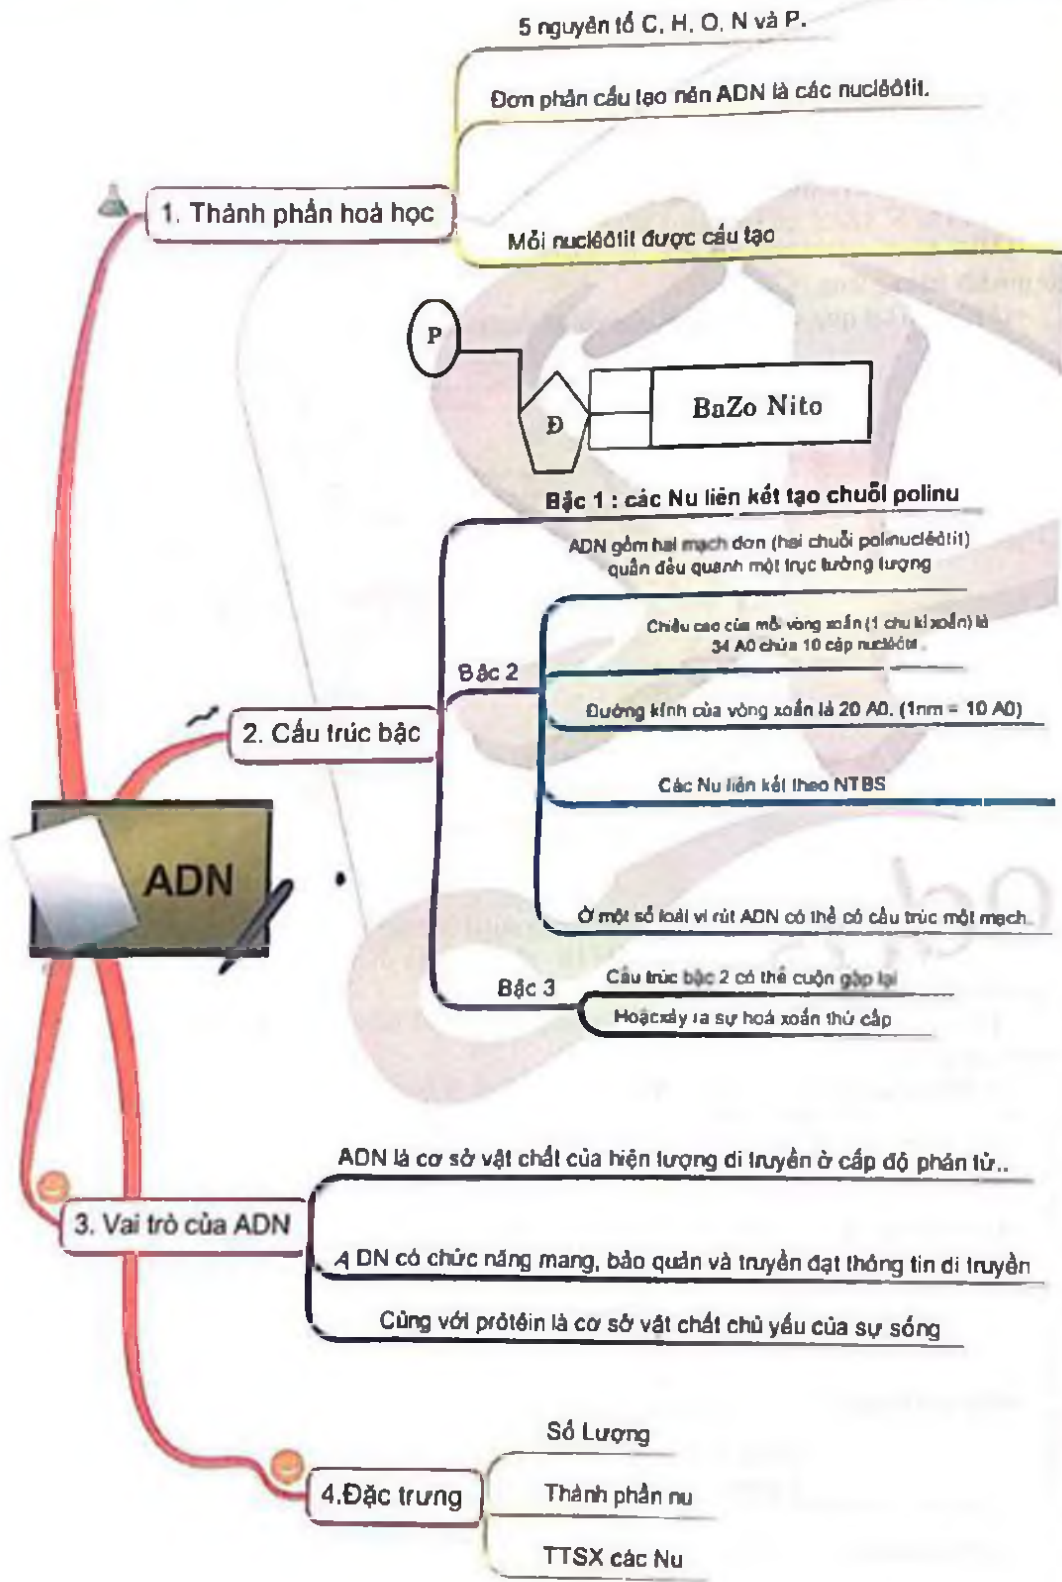 5 nguyên tố C, H, O, N và P.
Đơn phân cấu tạo nên ADN là các nuclêôtit.
1. Thành phần hoá học
Mỗi nuclêôtit được cấu tạo
P
Đ
BaZo Nito
Bậc 1 : các Nu liên kết tạo chuỗi polinu
ADN gồm hai mạch đơn (hai chuỗi polinuclêôtit)
quấn đều quanh một trục tưởng tượng
Chiều cao của mỗi vòng xoắn (1 chu kì xoắn) là
34 A0 chứa 10 cặp nuclêôtit .
Bậc 2
Đường kính của vòng xoắn là 20 A0. (1nm = 10 A0)
2. Cấu trúc bậc
Các Nu liên kết theo NTBS
ADN
Ở một số loài vi rút ADN có thể có cấu trúc một mạch.
Bậc 3
Cấu trúc bậc 2 có thể cuộn gập lại
Hoặc xảy ra sự hoá xoắn thứ cấp
ADN là cơ sở vật chất của hiện tượng di truyền ở cấp độ phân tử..
3. Vai trò của ADN
A DN có chức năng mang, bảo quản và truyền đạt thông tin di truyền
Cùng với prôtêin là cơ sở vật chất chủ yếu của sự sống
Số Lượng
4.Đặc trưng
Thành phần nu
TTSX các Nu